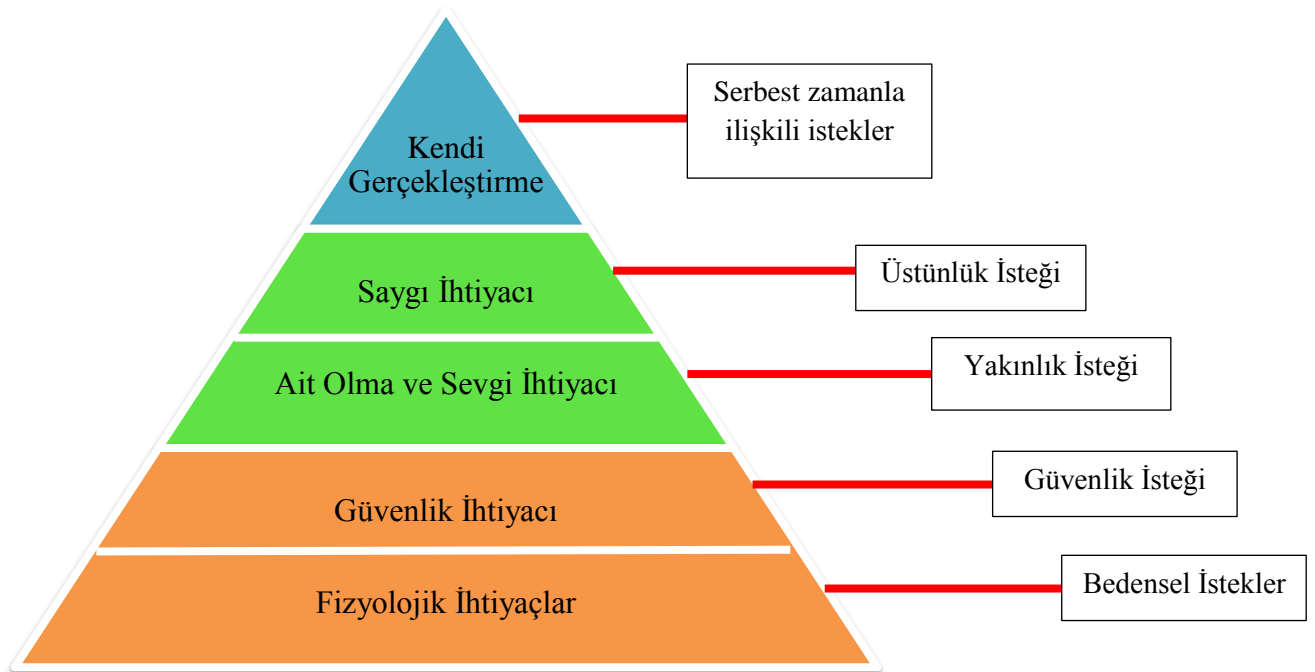 Serbest zamanla
ilişkili istekler
Kendi
Gerçekleştirme
Üstünlük İsteği
Saygı İhtiyacı
Yakınlık İsteği
Ait Olma ve Sevgi İhtiyacı
Güvenlik İsteği
Güvenlik İhtiyacı
Bedensel İstekler
Fizyolojik İhtiyaçlar